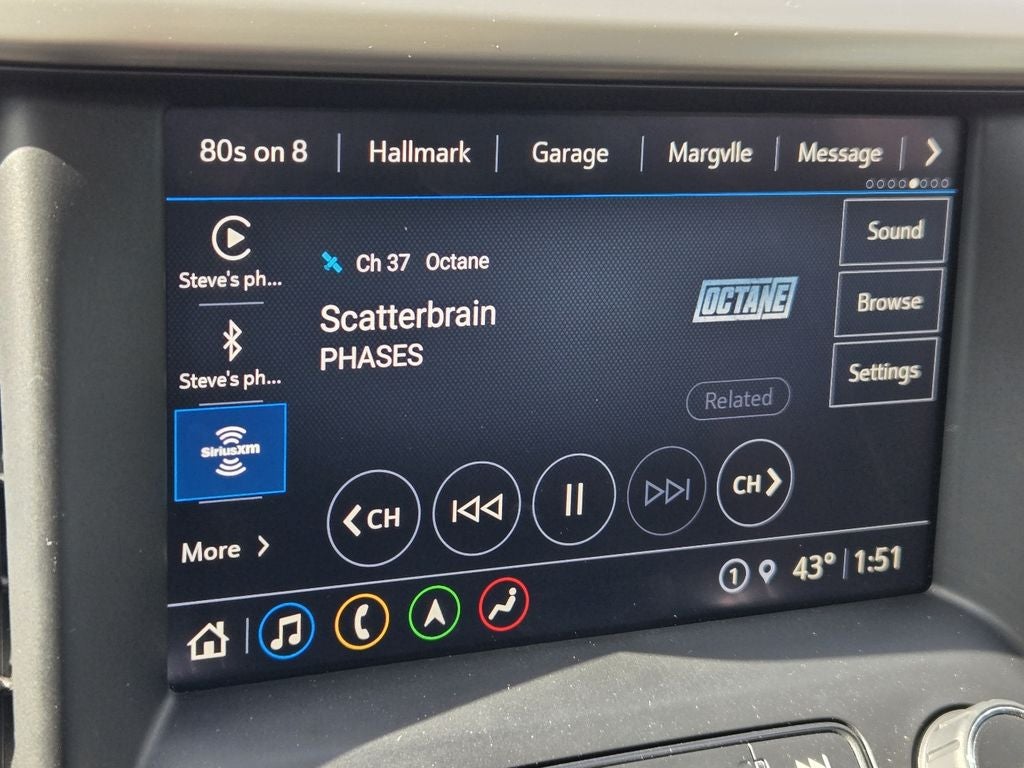 80s on 8 Hallmark Garage Margvlle Message
Steve's ph...
Ch 37 Octane
OCTANE
Sound
Scatterbrain
PHASES
Browse
Steve's ph...
Settings
Related
SiriusXM
CH
CH
More
1 43° 1:51